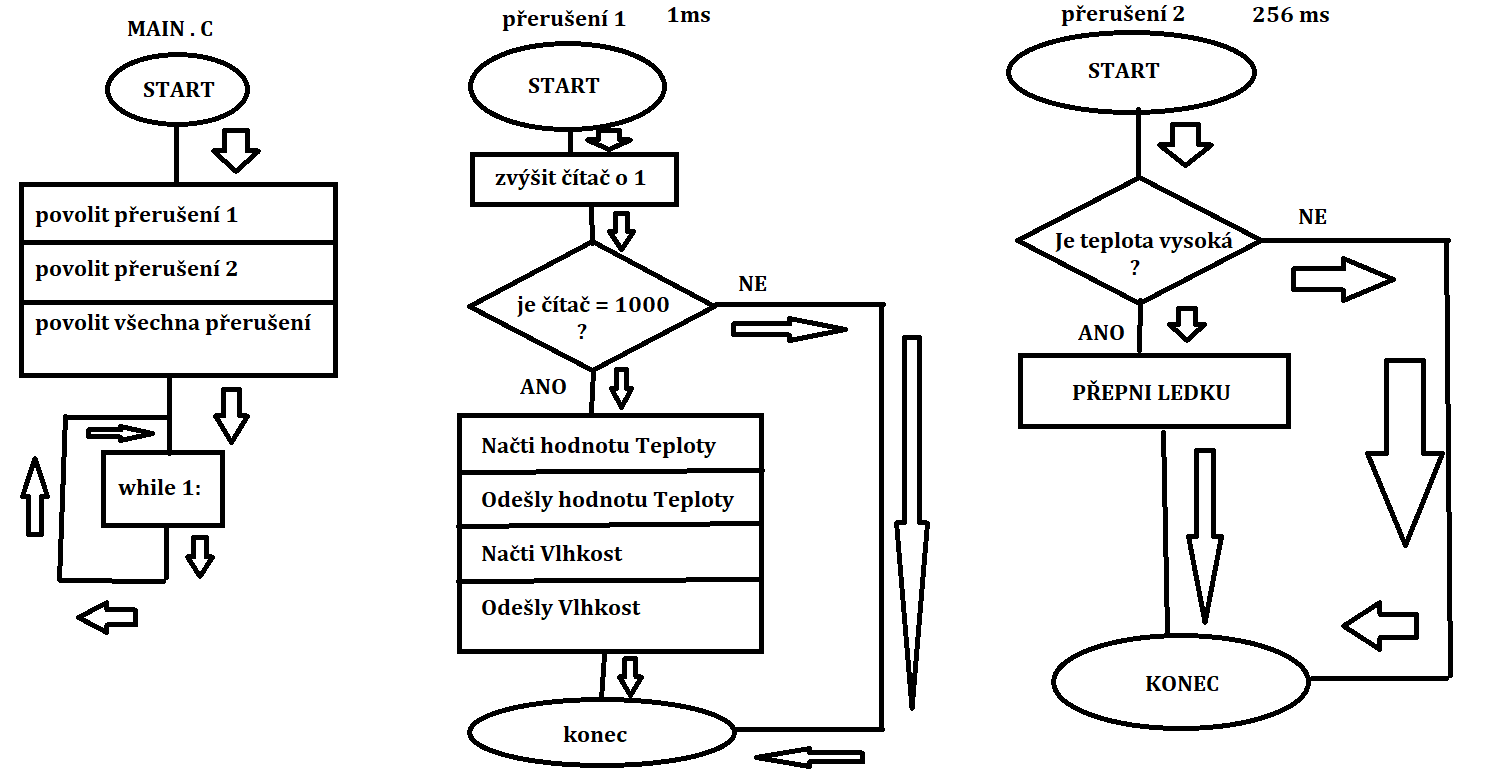 MAIN . C
START
povolit přerušení 1
povolit přerušení 2
povolit všechna přerušení
while 1:
přerušení 1 1ms
START
zvýšit čítač o 1
je čítač = 1000
?
NE
ANO
Načti hodnotu Teploty
Odešly hodnotu Teploty
Načti Vlhkost
Odešly Vlhkost
konec
přerušení 2 256 ms
START
Je teplota vysoká
?
NE
ANO
PŘEPNI LEDKU
KONEC